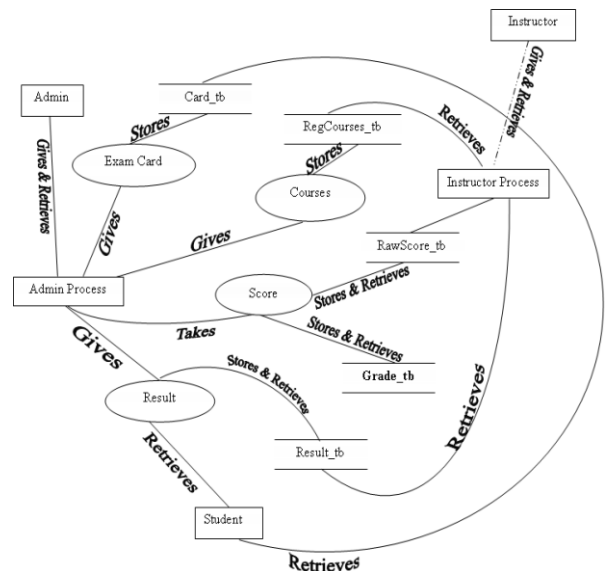 Instructor
Gives & Retrieves
Admin
Card_tb
Stores
RegCourses_tb
Retrieves
Exam Card
Stores
Gives & Retrieves
Courses
Instructor Process
Gives
Gives
RawScore_tb
Admin Process
Score
Stores & Retrieves
Takes
Stores & Retrieves
Gives
Grade_tb
Stores & Retrieves
Result
Retrieves
Result_tb
Retrieves
Student
Retrieves